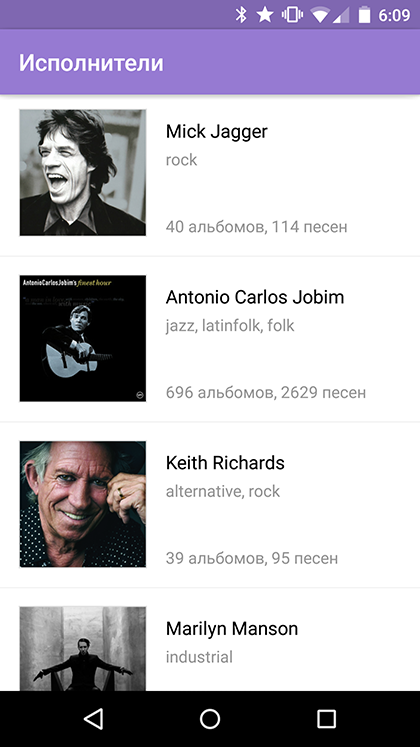 6:09
Исполнители
Mick Jagger
rock
40 альбомов, 114 песен
AntonioCarlosJobim's finest hour
Antonio Carlos Jobim
jazz, latinfolk, folk
696 альбомов, 2629 песен
Keith Richards
alternative, rock
39 альбомов, 95 песен
Marilyn Manson
industrial